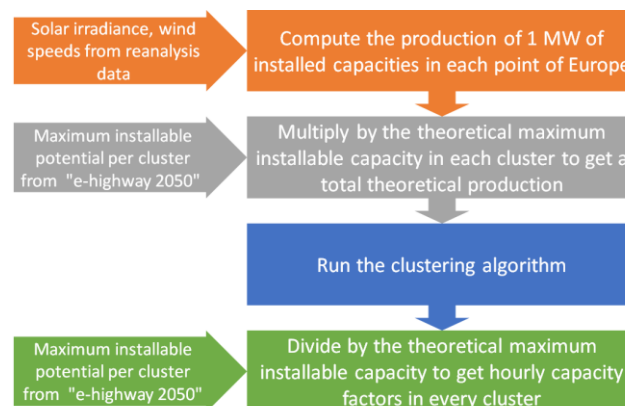 Solar irradiance, wind
speeds from reanalysis
data
Compute the production of 1 MW of
installed capacities in each point of Europe
Maximum installable
potential per cluster
from "e-highway 2050"
Multiply by the theoretical maximum
installable capacity in each cluster to get a
total theoretical production
Run the clustering algorithm
Maximum installable
potential per cluster
from "e-highway 2050"
Divide by the theoretical maximum
installable capacity to get hourly capacity
factors in every cluster